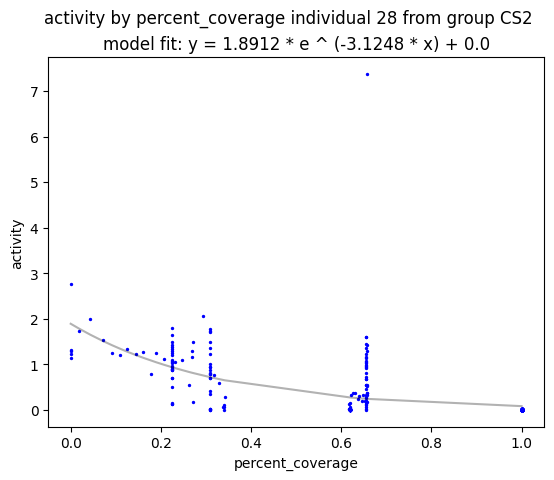 activity by percent_coverage individual 28 from group CS2
model fit: y = 1.8912 * e ^ (-3.1248 * x) + 0.0
7
6
5
4
3
2
1
0
activity
0.0 0.2 0.4 0.6 0.8 1.0
percent_coverage